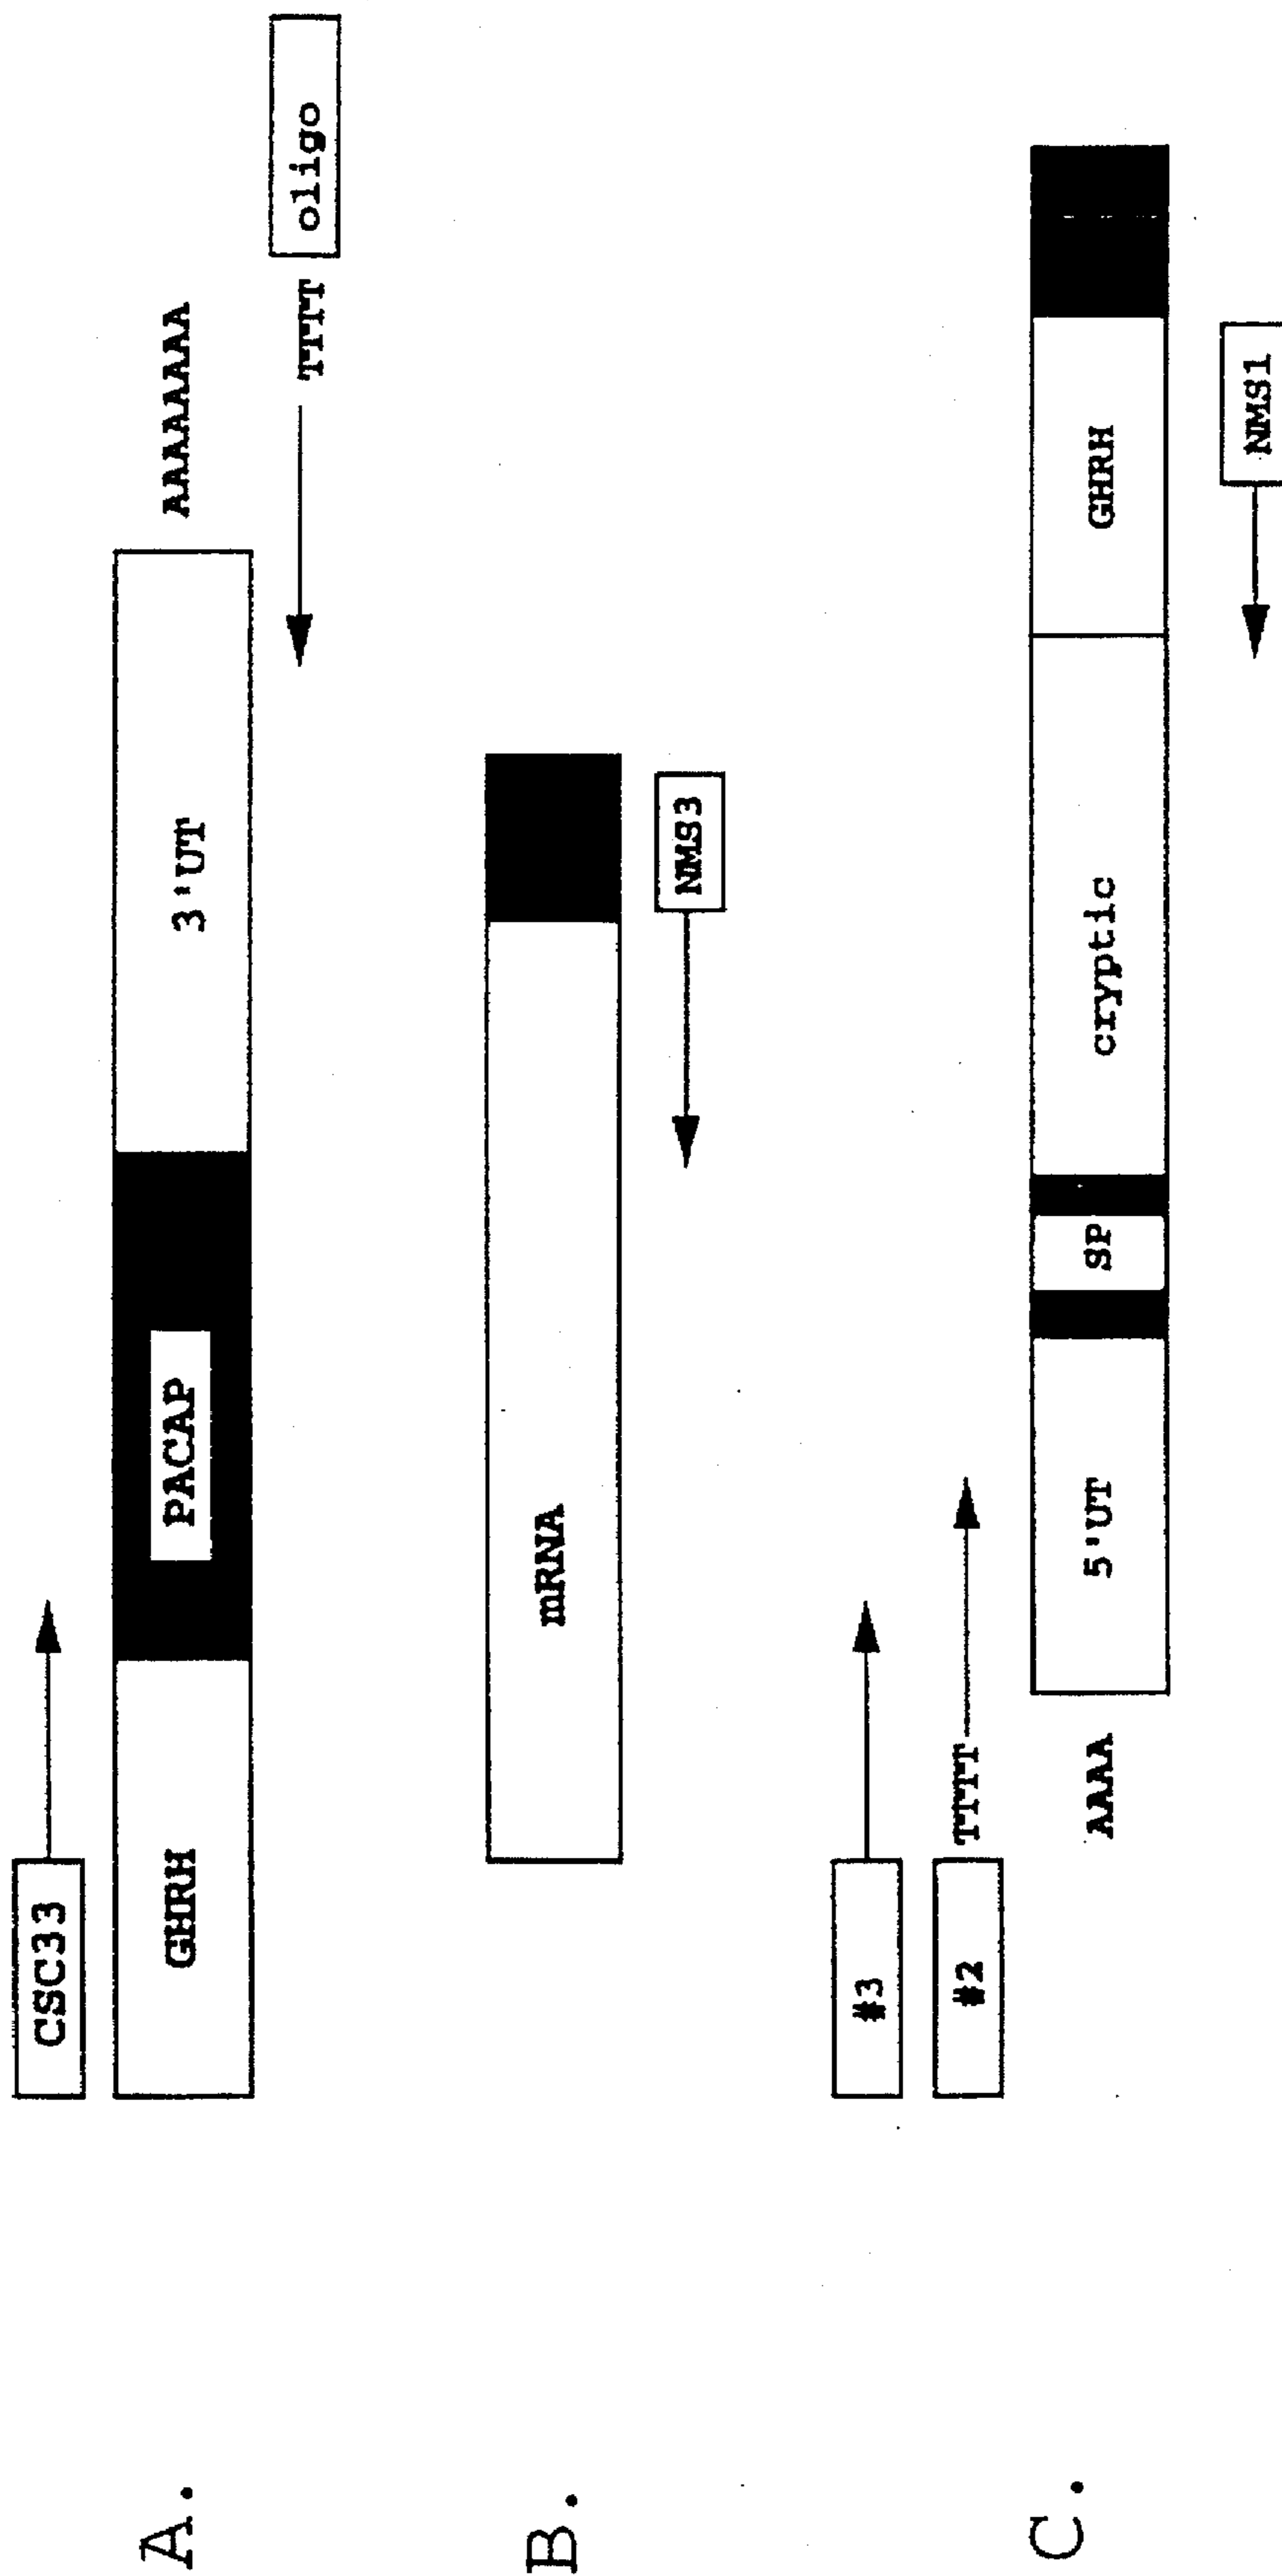 A.
CSC33
GHRH
PACAP
3'UT
AAAAAAA
TTTT
oligo
B.
mRNA
NMS3
C.
#3
#2
TTTT
AAAA
5'UT
SP
cryptic
GHRH
NMS1